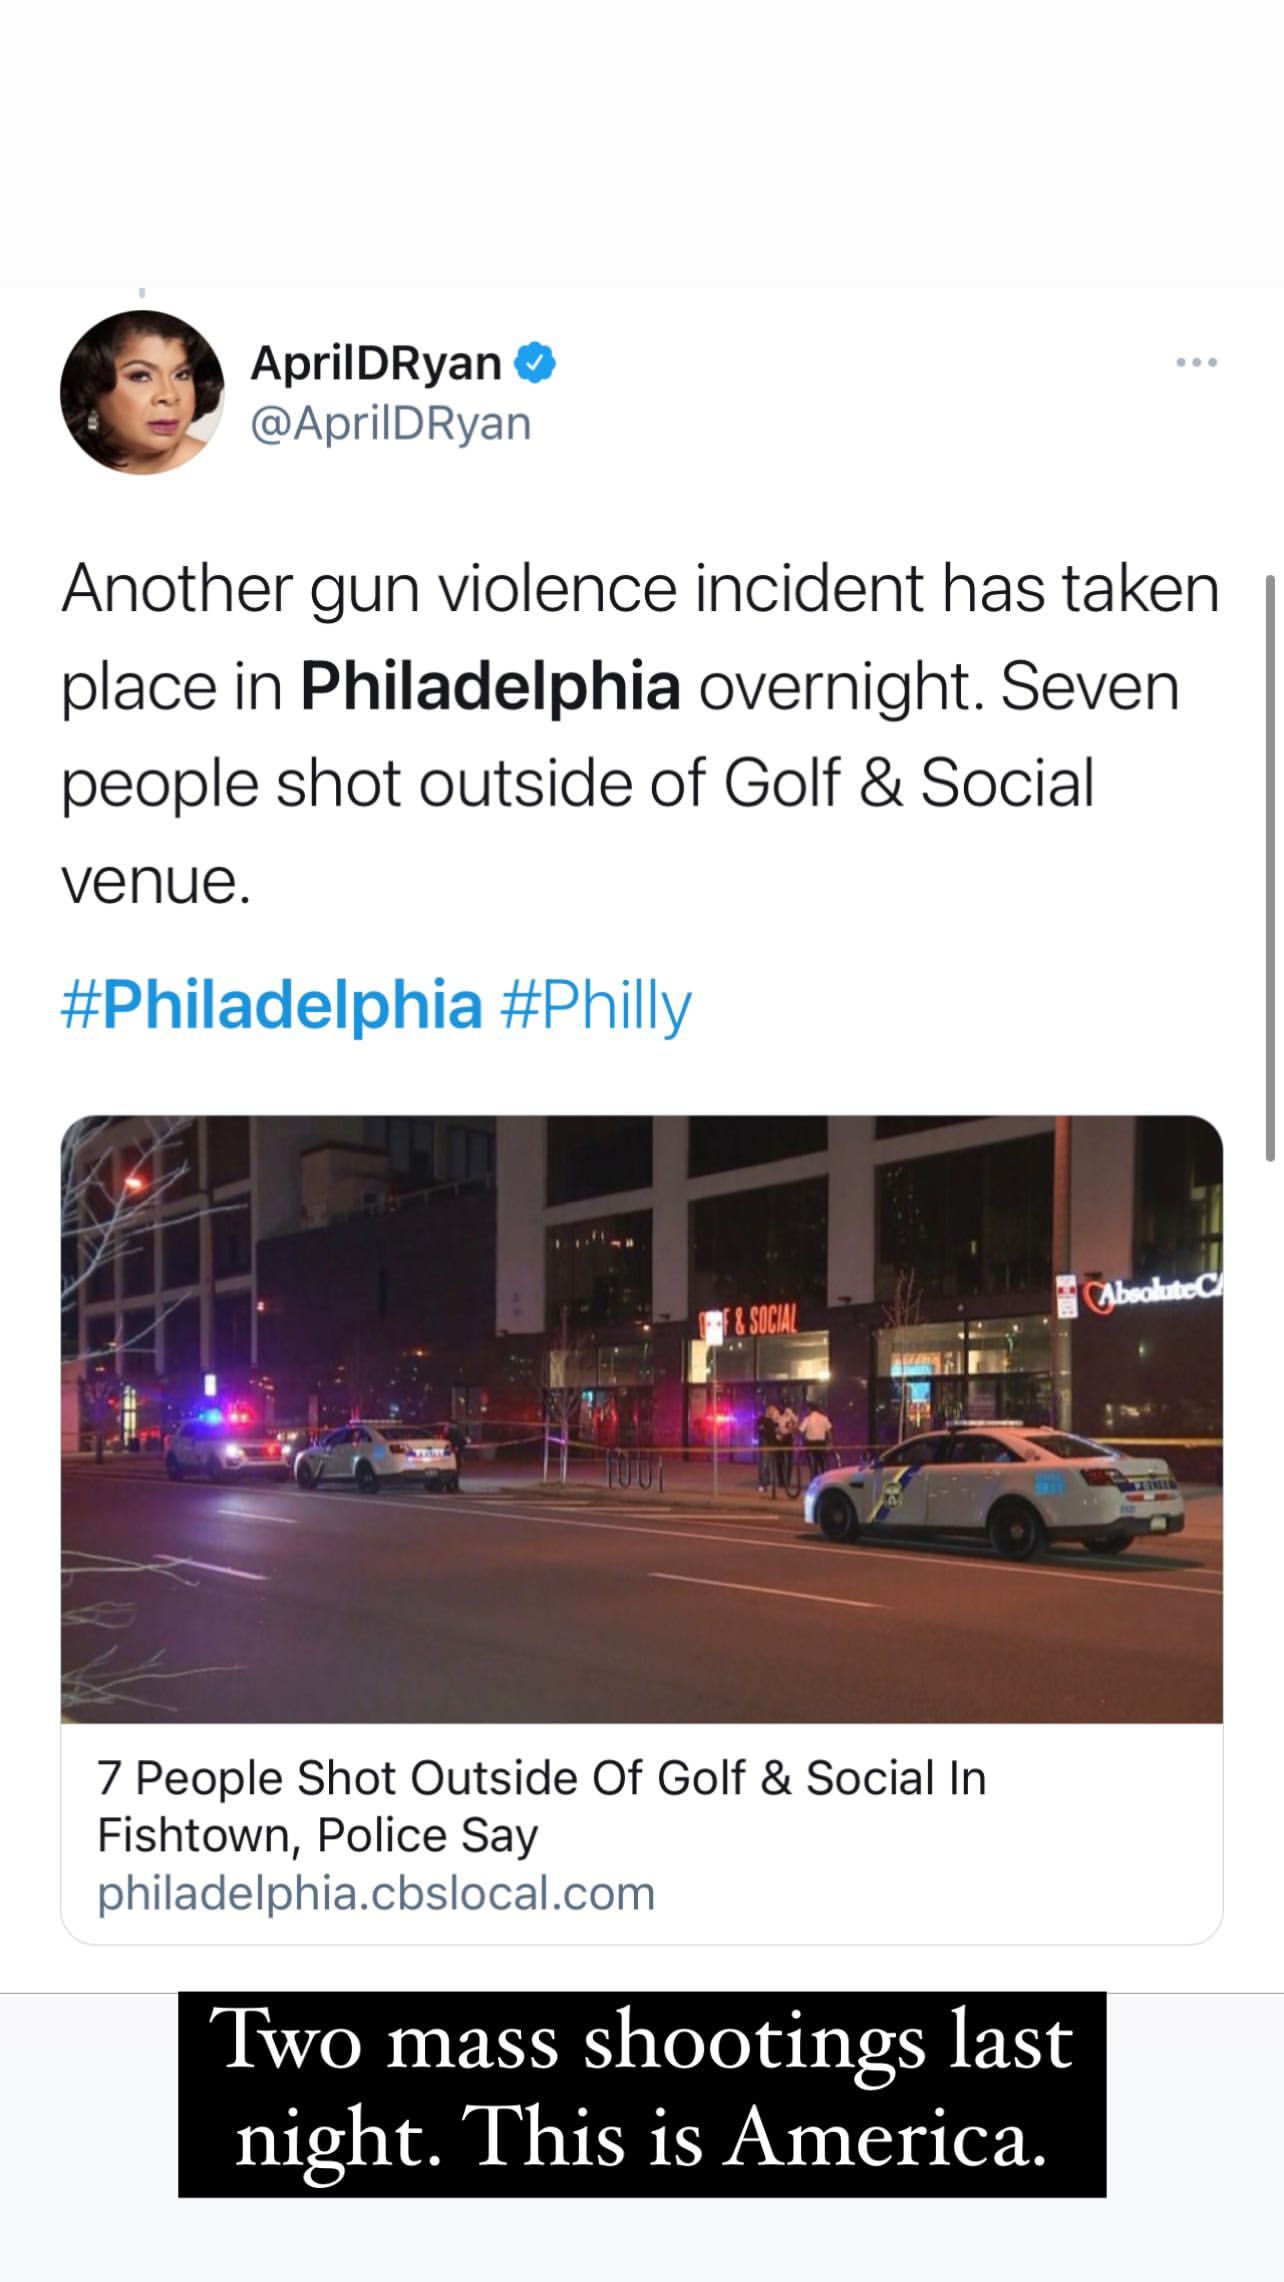 AprilDRyan
@AprilDRyan
Another gun violence incident has taken
place in Philadelphia overnight. Seven
people shot outside of Golf & Social
venue.
#Philadelphia #Philly
F & SOCIAL
AbsoluteCA
POLICE
7 People Shot Outside Of Golf & Social In
Fishtown, Police Say
philadelphia.cbslocal.com
Two mass shootings last
night. This is America.